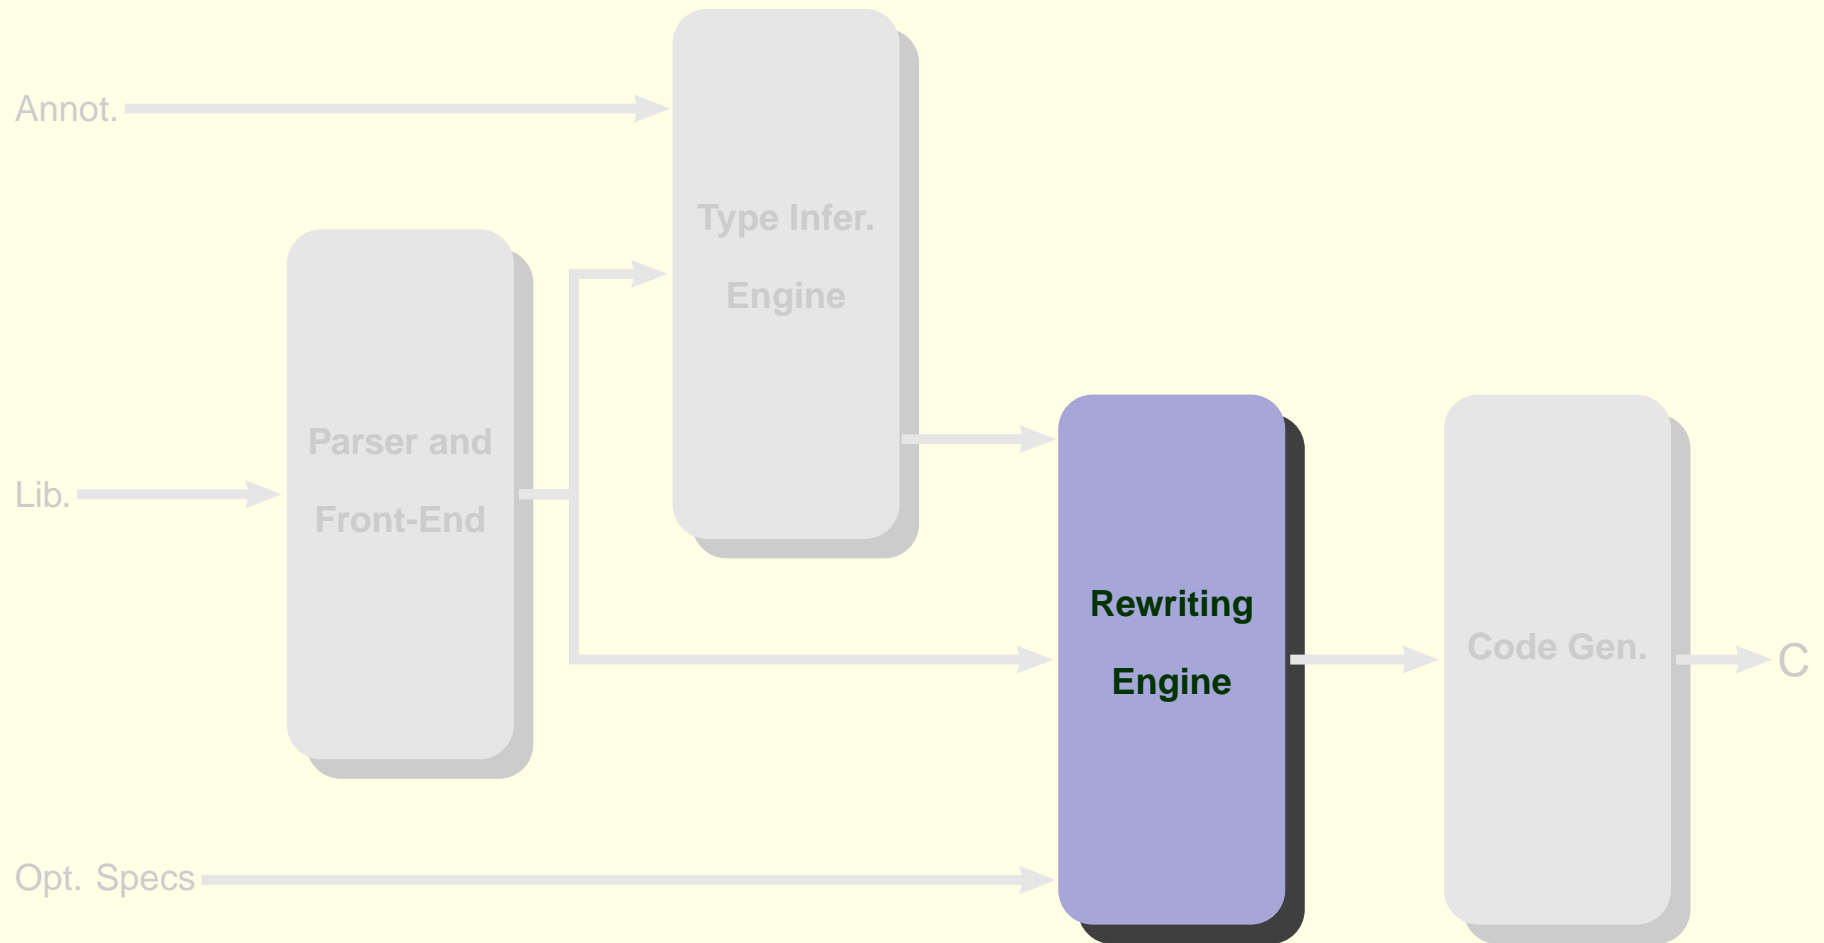 Annot.
Type Infer.
Engine
Parser and
Front-End
Lib.
Rewriting
Engine
Code Gen.
C
Opt. Specs